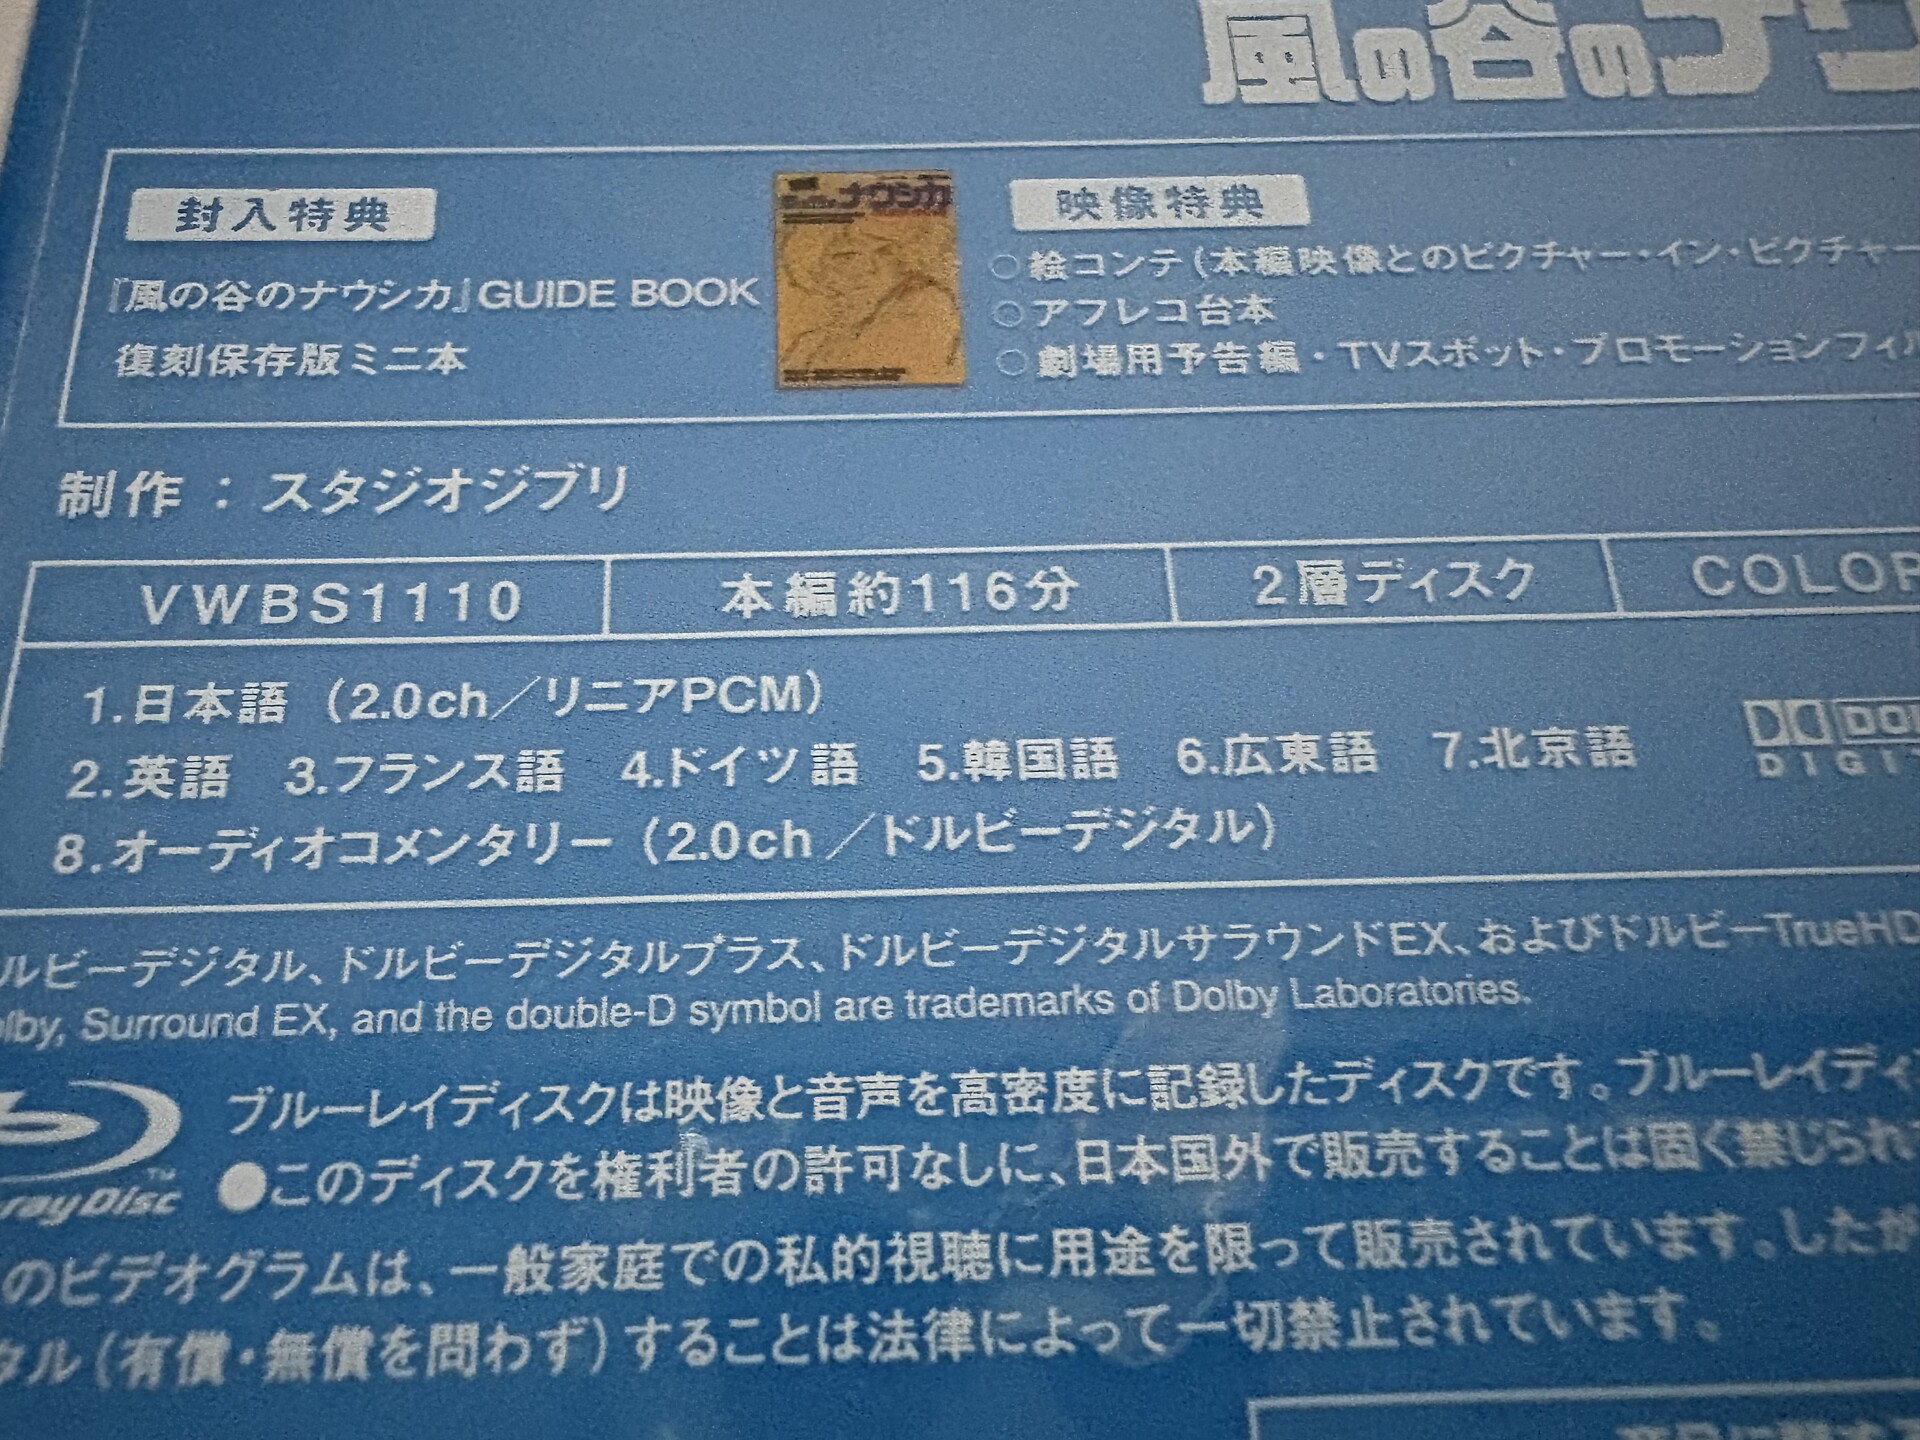 風の谷のナウ
封入特典
『風の谷のナウシカ』GUIDE BOOK
復刻保存版ミニ本
ナウシカ
映像特典
○絵コンテ(本編映像とのピクチャー・イン・ピクチャー
○アフレコ台本
○劇場用予告編・TVスポット・プロモーションフィル
制作：スタジオジブリ
VWBS1110 本編約116分 2層ディスク COLOR
1.日本語（2.0ch／リニアPCM）
2.英語 3.フランス語 4.ドイツ語 5.韓国語 6.広東語 7.北京語
8.オーディオコメンタリー（2.0ch／ドルビーデジタル）
DIGIT
ルビーデジタル、ドルビーデジタルプラス、ドルビーデジタルサラウンドEX、およびドルビーTrueHD
lby, Surround EX, and the double-D symbol are trademarks of Dolby Laboratories.
ray Disc™
ブルーレイディスクは映像と音声を高密度に記録したディスクです。ブルーレイディ
●このディスクを権利者の許可なしに、日本国外で販売することは固く禁じられ
のビデオグラムは、一般家庭での私的視聴に用途を限って販売されています。したが
タル（有償・無償を問わず）することは法律によって一切禁止されています。